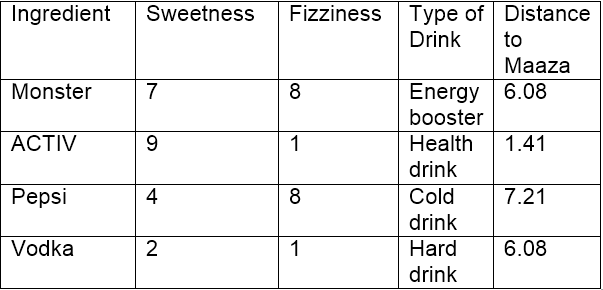 Ingredient Sweetness Fizziness Type of Drink Distance to Maaza
Monster 7 8 Energy booster 6.08
ACTIV 9 1 Health drink 1.41
Pepsi 4 8 Cold drink 7.21
Vodka 2 1 Hard drink 6.08